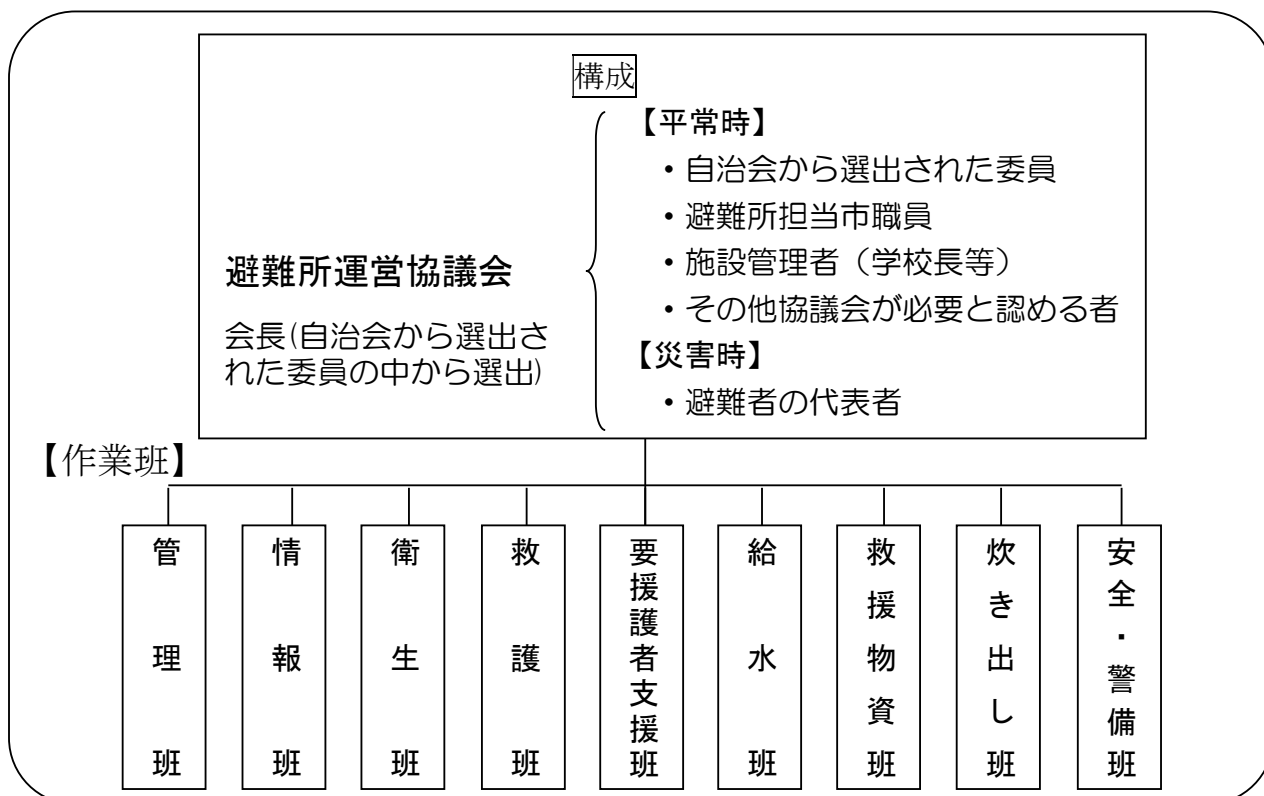 構成
【平常時】
・自治会から選出された委員
・避難所担当市職員
・施設管理者（学校長等）
・その他協議会が必要と認める者
【災害時】
・避難者の代表者
避難所運営協議会
会長(自治会から選出さ
れた委員の中から選出)
【作業班】
管理班
情報班
衛生班
救護班
要援護者支援班
給水班
救援物資班
炊き出し班
安全・警備班